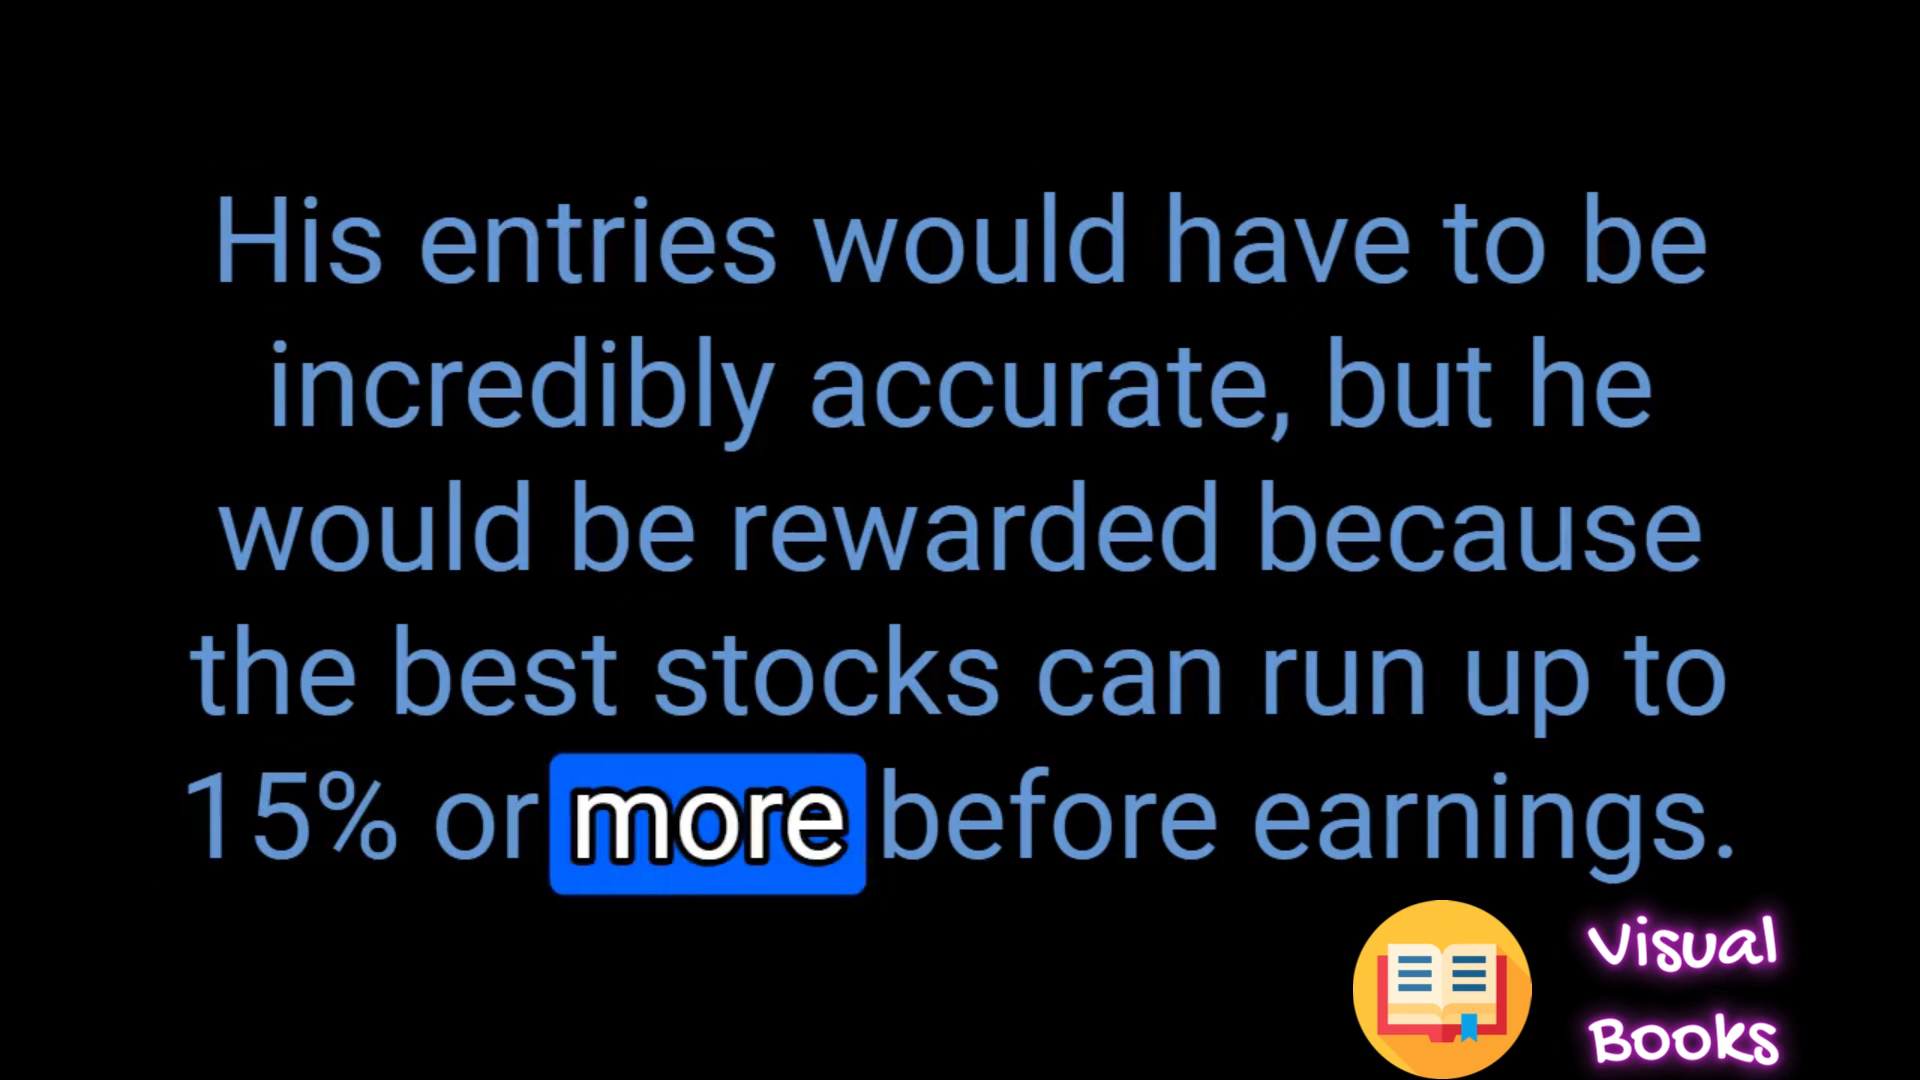 His entries would have to be
incredibly accurate, but he
would be rewarded because
the best stocks can run up to
15% or more before earnings.
Visual
Books